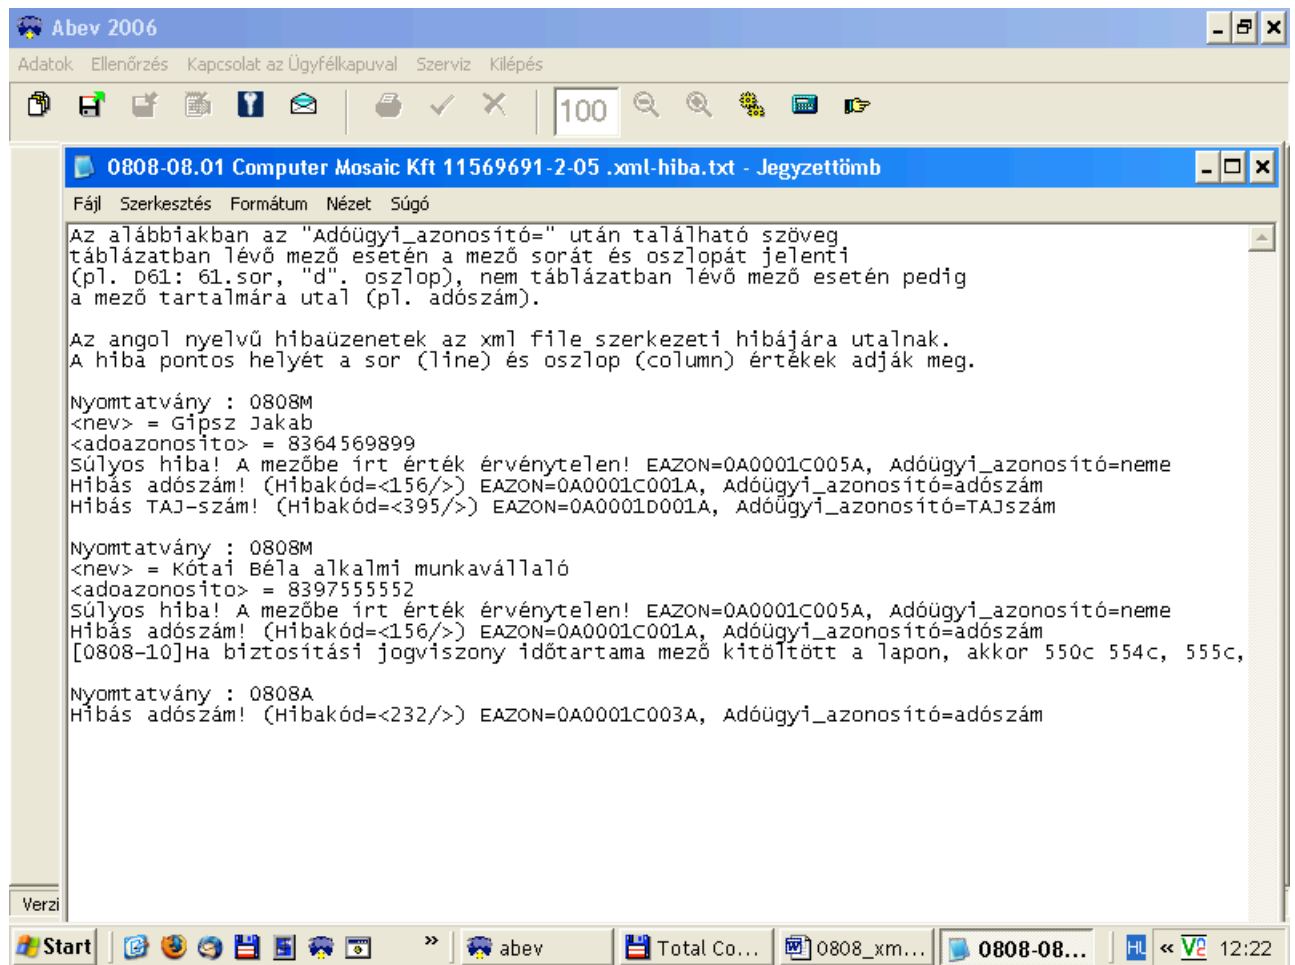 Abev 2006
Adatok Ellenőrzés Kapcsolat az Ügyfélkapuval Szerviz Kilépés
100
0808-08.01 Computer Mosaic Kft 11569691-2-05 .xml-hiba.txt - Jegyzettömb
Fájl Szerkesztés Formátum Nézet Súgó
Az alábbiakban az "Adóügyi_azonosító=" után található szöveg
táblázatban lévő mező esetén a mező sorát és oszlopát jelenti
(pl. D61: 61.sor, "d". oszlop), nem táblázatban lévő mező esetén pedig
a mező tartalmára utal (pl. adószám).
Az angol nyelvű hibaüzenetek az xml file szerkezeti hibájára utalnak.
A hiba pontos helyét a sor (line) és oszlop (column) értékek adják meg.
Nyomtatvány : 0808M
<nev> = Gipsz Jakab
<adoazonosito> = 8364569899
Súlyos hiba! A mezőbe írt érték érvénytelen! EAZON=0A0001C005A, Adóügyi_azonosító=neme
Hibás adószám! (Hibakód=<156/>) EAZON=0A0001C001A, Adóügyi_azonosító=adószám
Hibás TAJ-szám! (Hibakód=<395/>) EAZON=0A0001D001A, Adóügyi_azonosító=TAJszám
Nyomtatvány : 0808M
<nev> = Kótai Béla alkalmi munkavállaló
<adoazonosito> = 8397555552
Súlyos hiba! A mezőbe írt érték érvénytelen! EAZON=0A0001C005A, Adóügyi_azonosító=neme
Hibás adószám! (Hibakód=<156/>) EAZON=0A0001C001A, Adóügyi_azonosító=adószám
[0808-10]Ha biztosítási jogviszony időtartama mező kitöltött a lapon, akkor 550c 554c, 555c,
Nyomtatvány : 0808A
Hibás adószám! (Hibakód=<232/>) EAZON=0A0001C003A, Adóügyi_azonosító=adószám
Verzi
Start » abev Total Co... 0808_xm... 0808-08... HU « 12:22